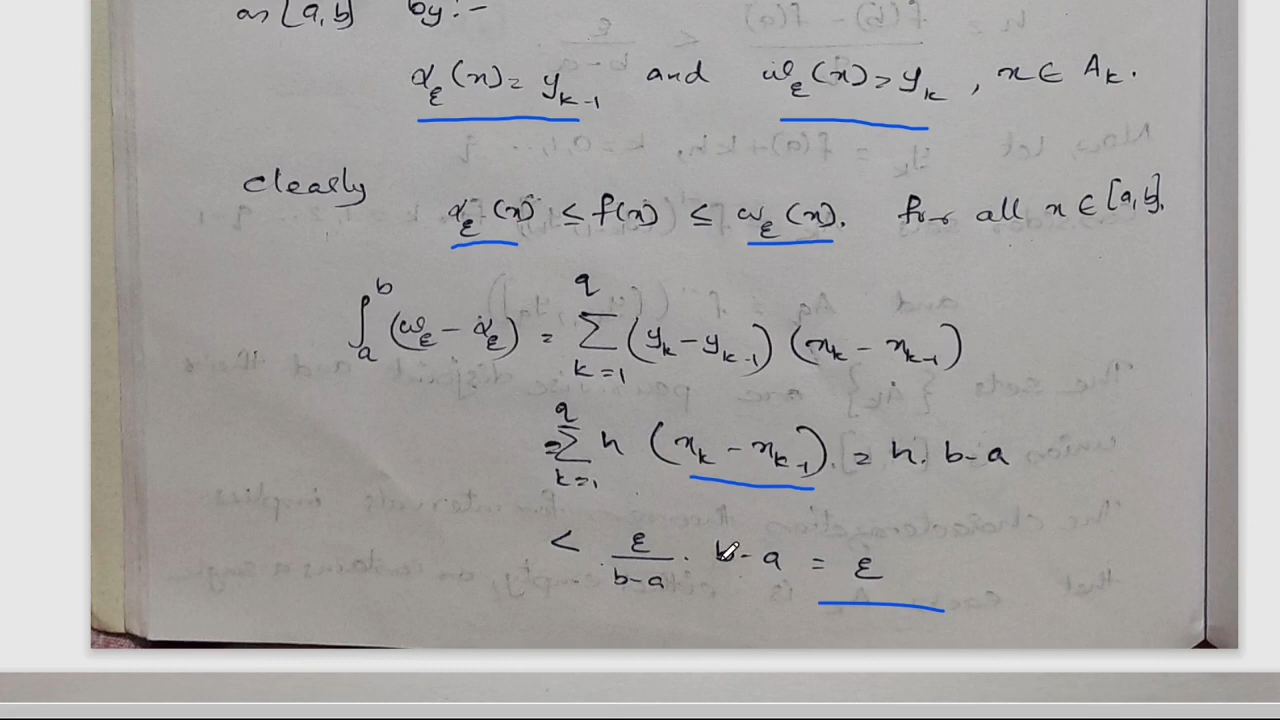 on [a,b] by:-
α_ε(x) = y_{k-1} and ω_ε(x) = y_k, x ∈ A_k.
Clearly α_ε(x) ≤ f(x) ≤ ω_ε(x). for all x ∈ [a,b].
∫_a^b (ω_ε - α_ε) = Σ_{k=1}^q (y_k - y_{k-1}) (x_k - x_{k-1})
= Σ_{k=1}^q h (x_k - x_{k-1}) = h. b-a
< ε/(b-a) . b-a = ε